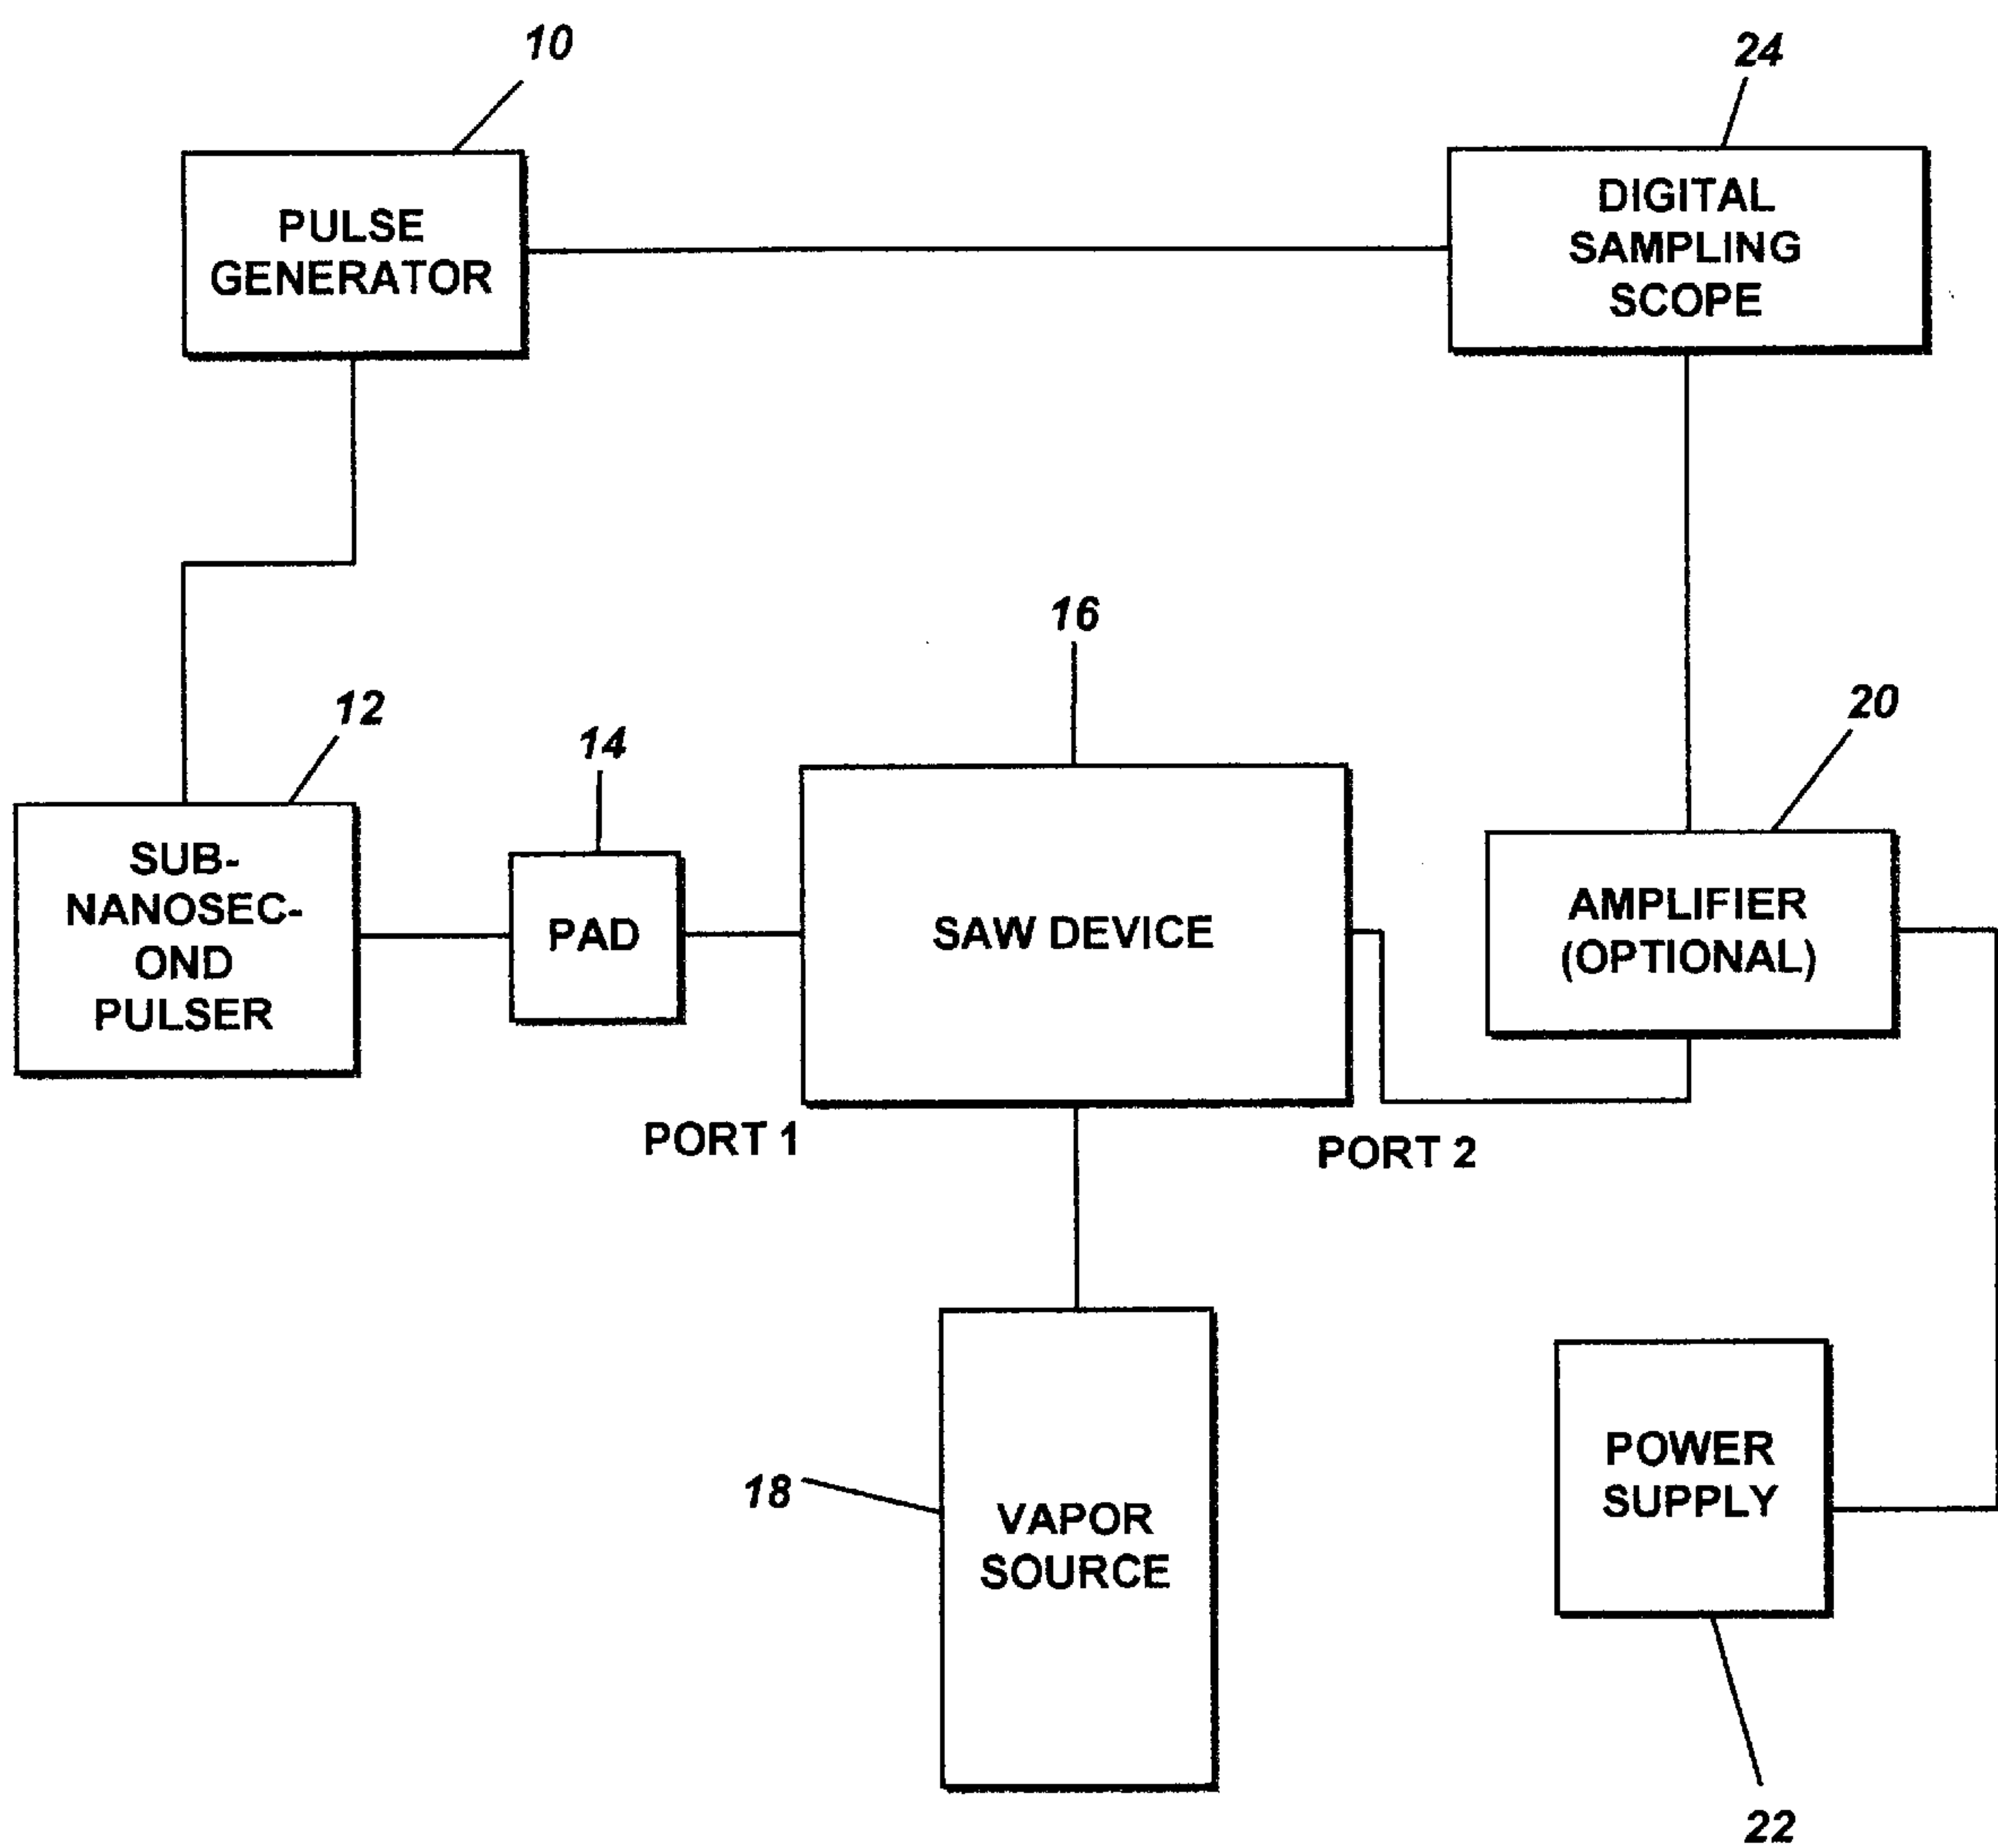 10
24
PULSE
GENERATOR
DIGITAL
SAMPLING
SCOPE
16
12
14
20
SUB-
NANOSEC-
OND
PULSER
PAD
SAW DEVICE
AMPLIFIER
(OPTIONAL)
PORT 1
PORT 2
18
VAPOR
SOURCE
POWER
SUPPLY
22